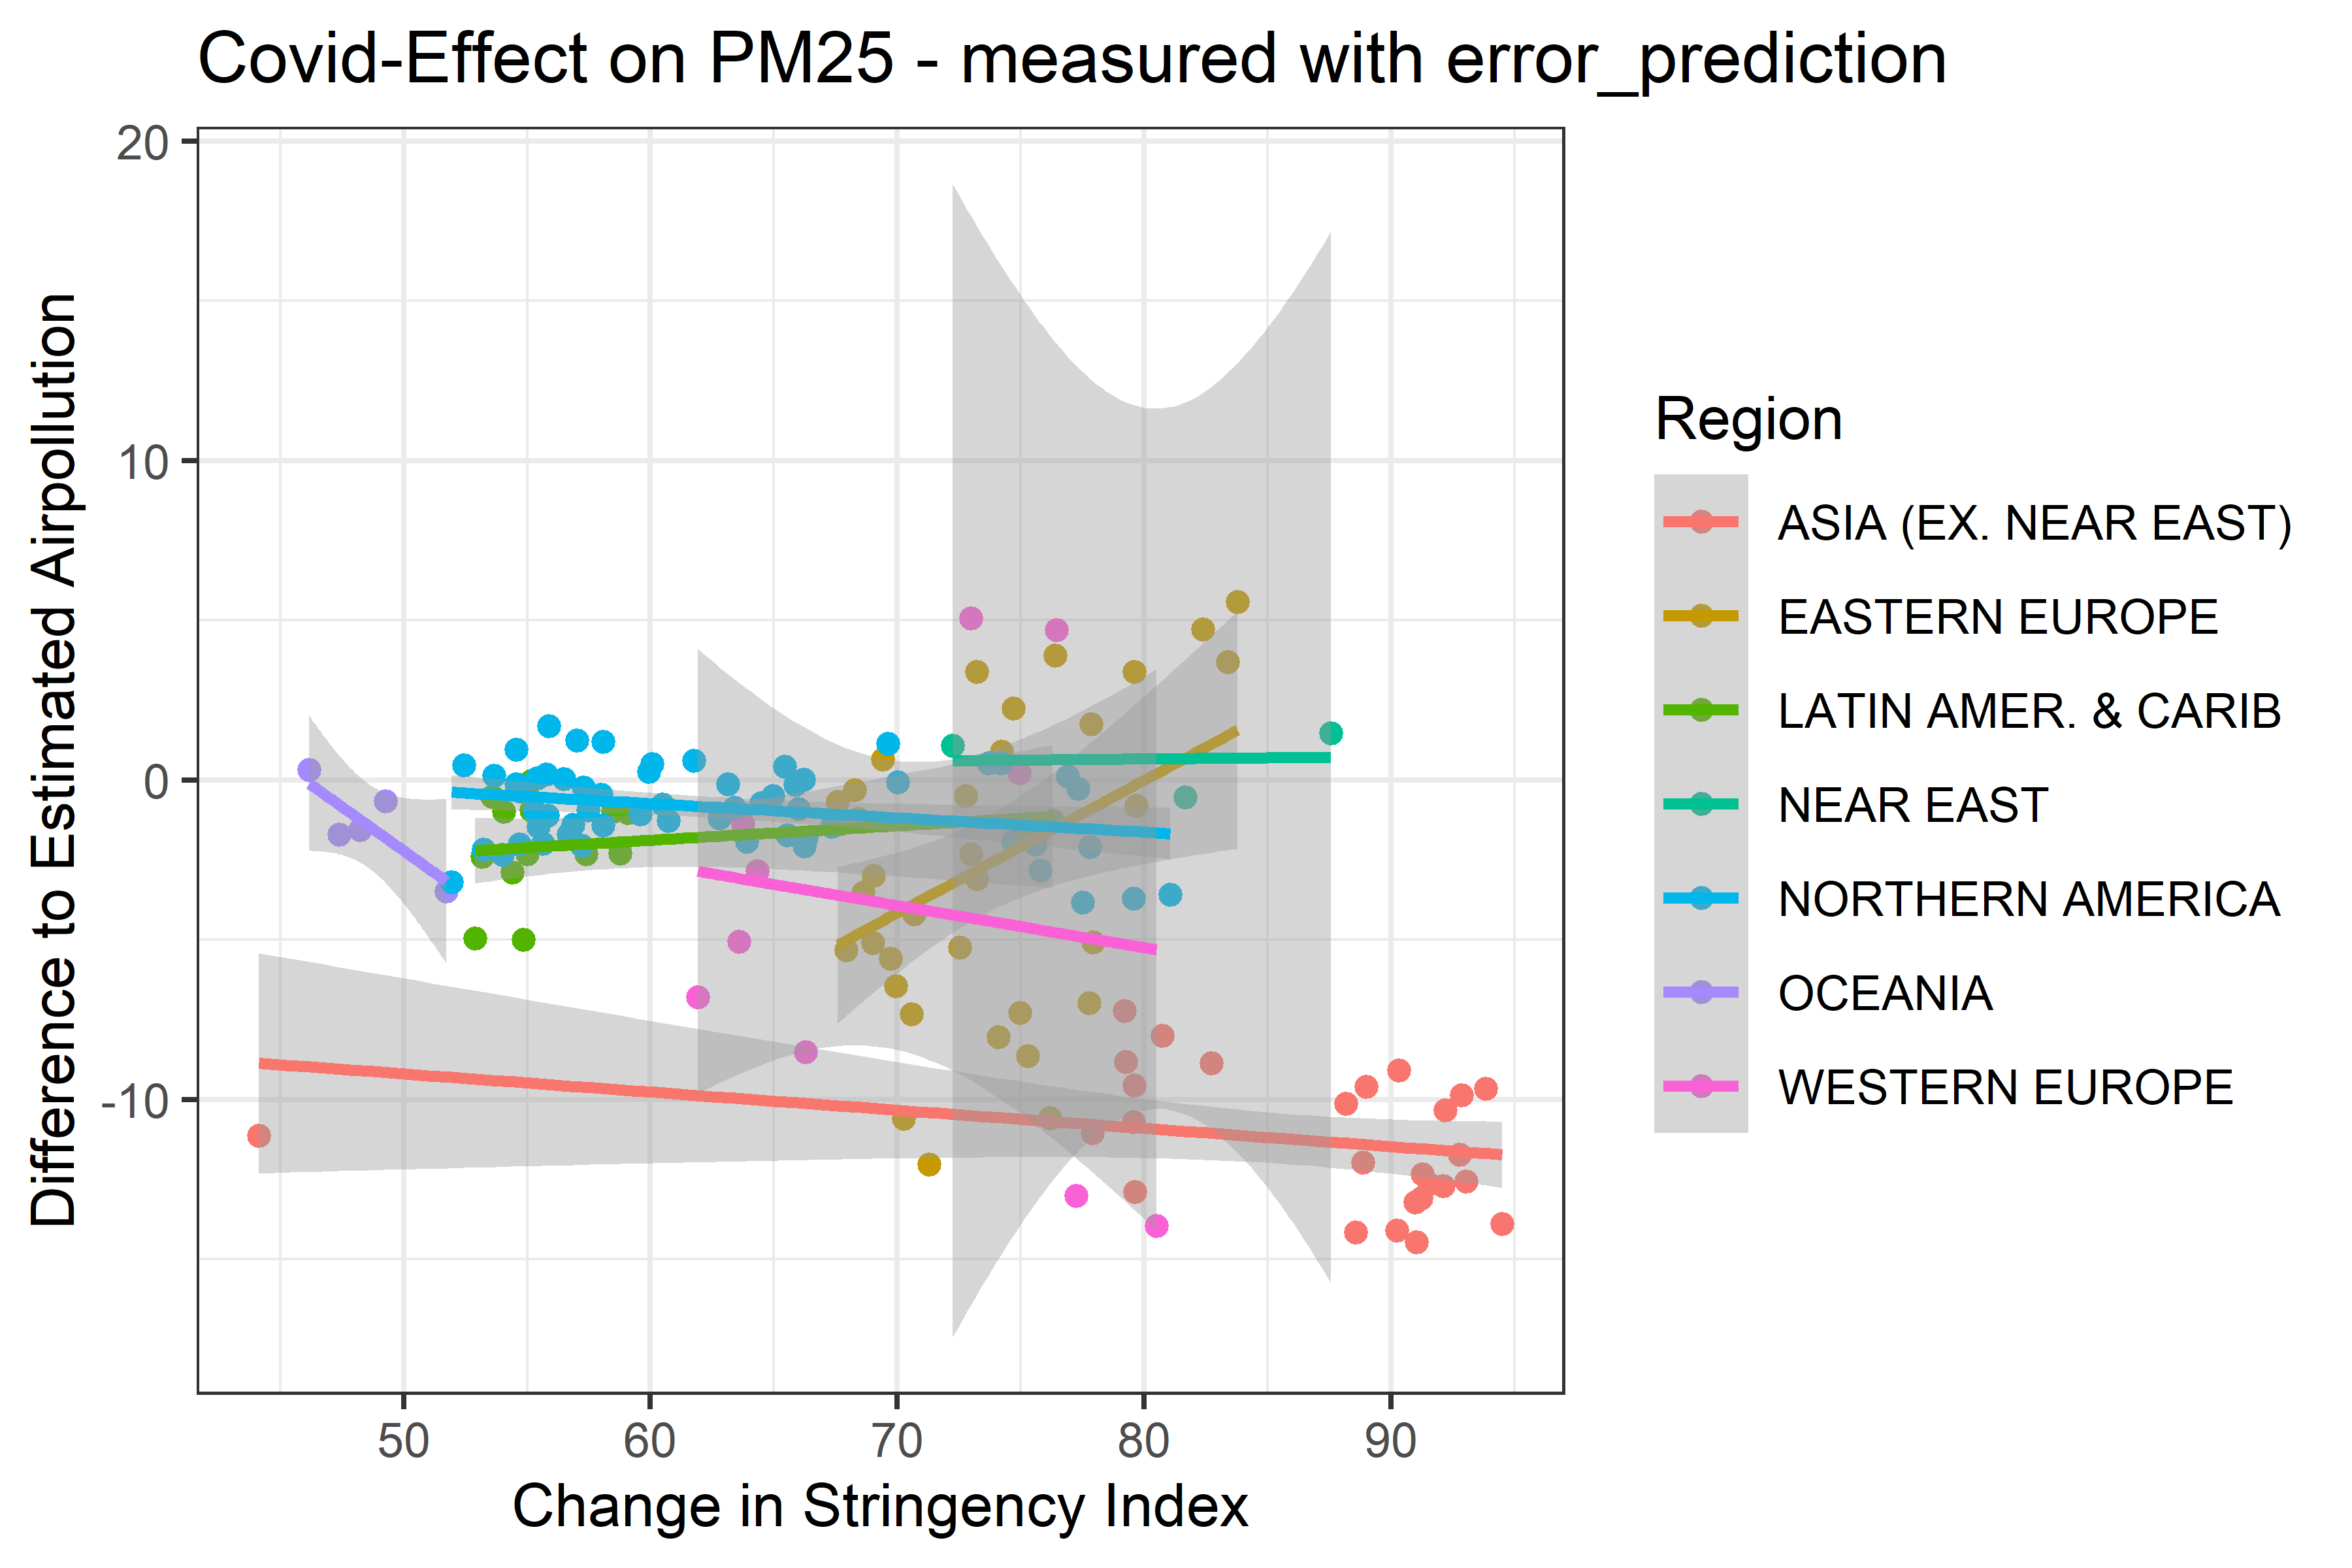 Covid-Effect on PM25 - measured with error_prediction
Difference to Estimated Airpollution
20
10
0
-10
50 60 70 80 90
Change in Stringency Index
Region
ASIA (EX. NEAR EAST)
EASTERN EUROPE
LATIN AMER. & CARIB
NEAR EAST
NORTHERN AMERICA
OCEANIA
WESTERN EUROPE